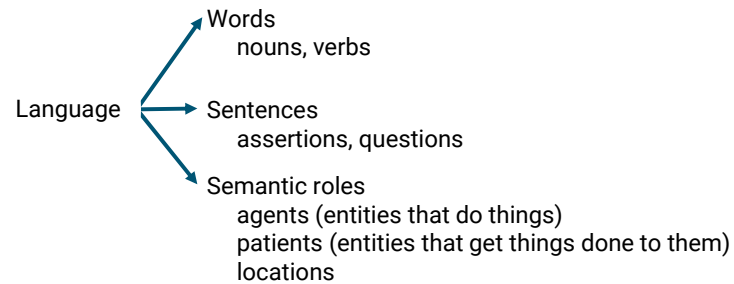 Words
nouns, verbs
Language
Sentences
assertions, questions
Semantic roles
agents (entities that do things)
patients (entities that get things done to them)
locations